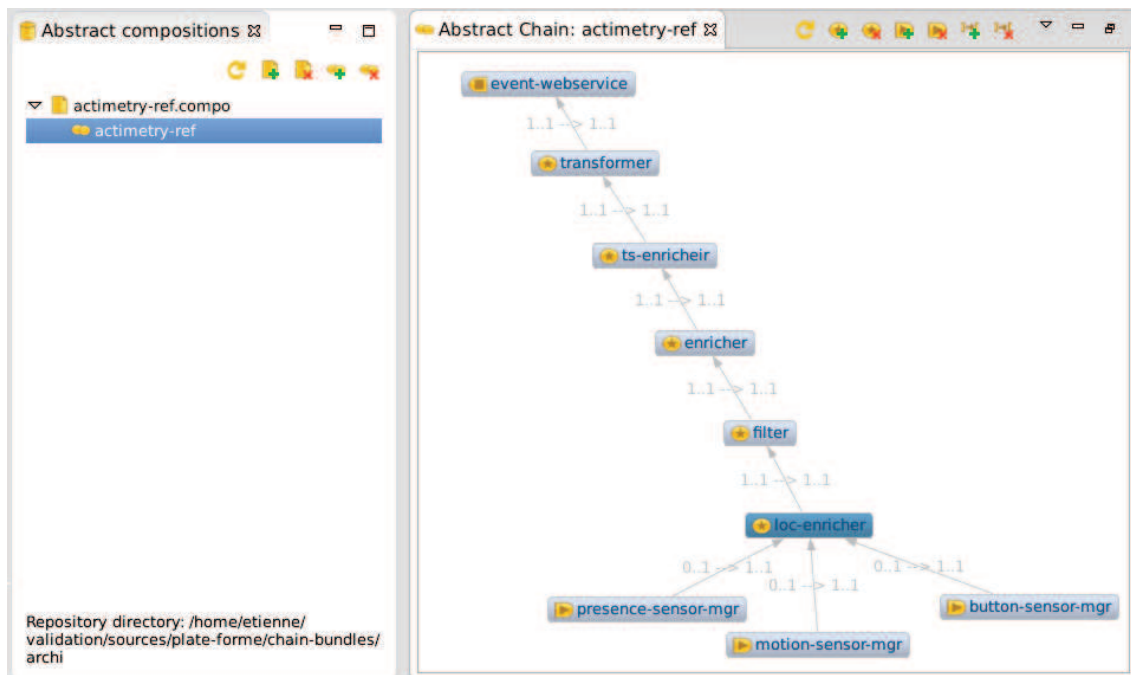 Abstract compositions
actimetry-ref.compo
actimetry-ref
Repository directory: /home/etienne/
validation/sources/plate-forme/chain-bundles/
archi
Abstract Chain: actimetry-ref
event-webservice
1..1 --> 1..1
transformer
1..1 --> 1..1
ts-enricheir
1..1 --> 1..1
enricher
1..1 --> 1..1
filter
1..1 --> 1..1
loc-enricher
0..1 --> 1..1
0..1 --> 1..1
0..1 --> 1..1
presence-sensor-mgr
button-sensor-mgr
motion-sensor-mgr